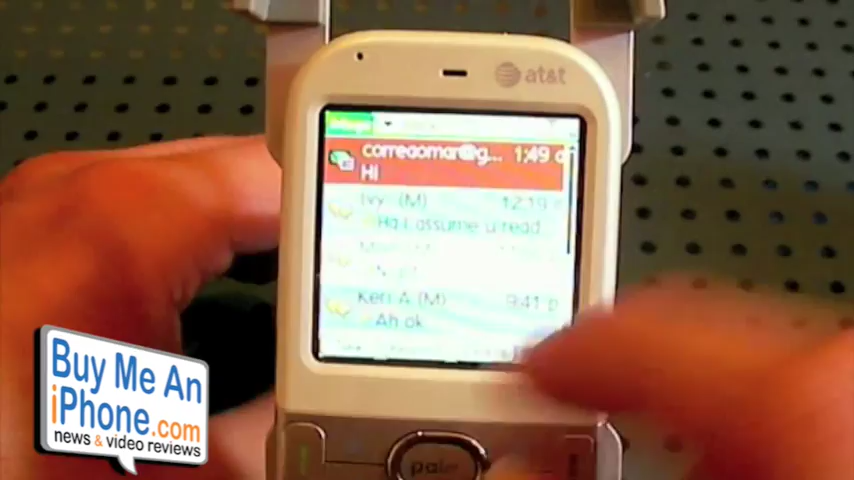 at&t
correaomar@g... 1:49
Hi
Ivy (M) 12:19
Ha I assume u read
Keri A (M) 9:41 p
Ah ok
palm
Buy Me An
iPhone.com
news & video reviews